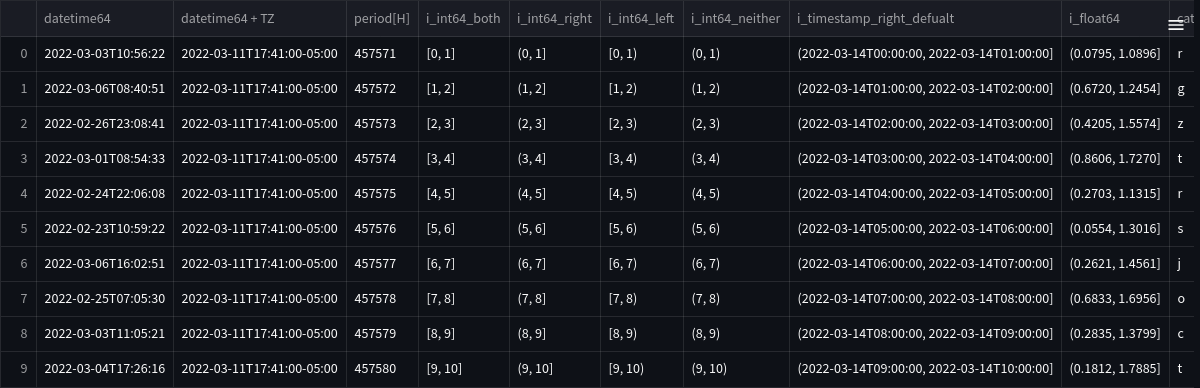 datetime64 datetime64 + TZ period[H] i_int64_both i_int64_right i_int64_left i_int64_neither i_timestamp_right_defualt i_float64
0 2022-03-03T10:56:22 2022-03-11T17:41:00-05:00 457571 [0, 1] (0, 1] [0, 1) (0, 1) (2022-03-14T00:00:00, 2022-03-14T01:00:00] (0.0795, 1.0896] r
1 2022-03-06T08:40:51 2022-03-11T17:41:00-05:00 457572 [1, 2] (1, 2] [1, 2) (1, 2) (2022-03-14T01:00:00, 2022-03-14T02:00:00] (0.6720, 1.2454] g
2 2022-02-26T23:08:41 2022-03-11T17:41:00-05:00 457573 [2, 3] (2, 3] [2, 3) (2, 3) (2022-03-14T02:00:00, 2022-03-14T03:00:00] (0.4205, 1.5574] z
3 2022-03-01T08:54:33 2022-03-11T17:41:00-05:00 457574 [3, 4] (3, 4] [3, 4) (3, 4) (2022-03-14T03:00:00, 2022-03-14T04:00:00] (0.8606, 1.7270] t
4 2022-02-24T22:06:08 2022-03-11T17:41:00-05:00 457575 [4, 5] (4, 5] [4, 5) (4, 5) (2022-03-14T04:00:00, 2022-03-14T05:00:00] (0.2703, 1.1315] r
5 2022-02-23T10:59:22 2022-03-11T17:41:00-05:00 457576 [5, 6] (5, 6] [5, 6) (5, 6) (2022-03-14T05:00:00, 2022-03-14T06:00:00] (0.0554, 1.3016] s
6 2022-03-06T16:02:51 2022-03-11T17:41:00-05:00 457577 [6, 7] (6, 7] [6, 7) (6, 7) (2022-03-14T06:00:00, 2022-03-14T07:00:00] (0.2621, 1.4561] j
7 2022-02-25T07:05:30 2022-03-11T17:41:00-05:00 457578 [7, 8] (7, 8] [7, 8) (7, 8) (2022-03-14T07:00:00, 2022-03-14T08:00:00] (0.6833, 1.6956] o
8 2022-03-03T11:05:21 2022-03-11T17:41:00-05:00 457579 [8, 9] (8, 9] [8, 9) (8, 9) (2022-03-14T08:00:00, 2022-03-14T09:00:00] (0.2835, 1.3799] c
9 2022-03-04T17:26:16 2022-03-11T17:41:00-05:00 457580 [9, 10] (9, 10] [9, 10) (9, 10) (2022-03-14T09:00:00, 2022-03-14T10:00:00] (0.1812, 1.7885] t